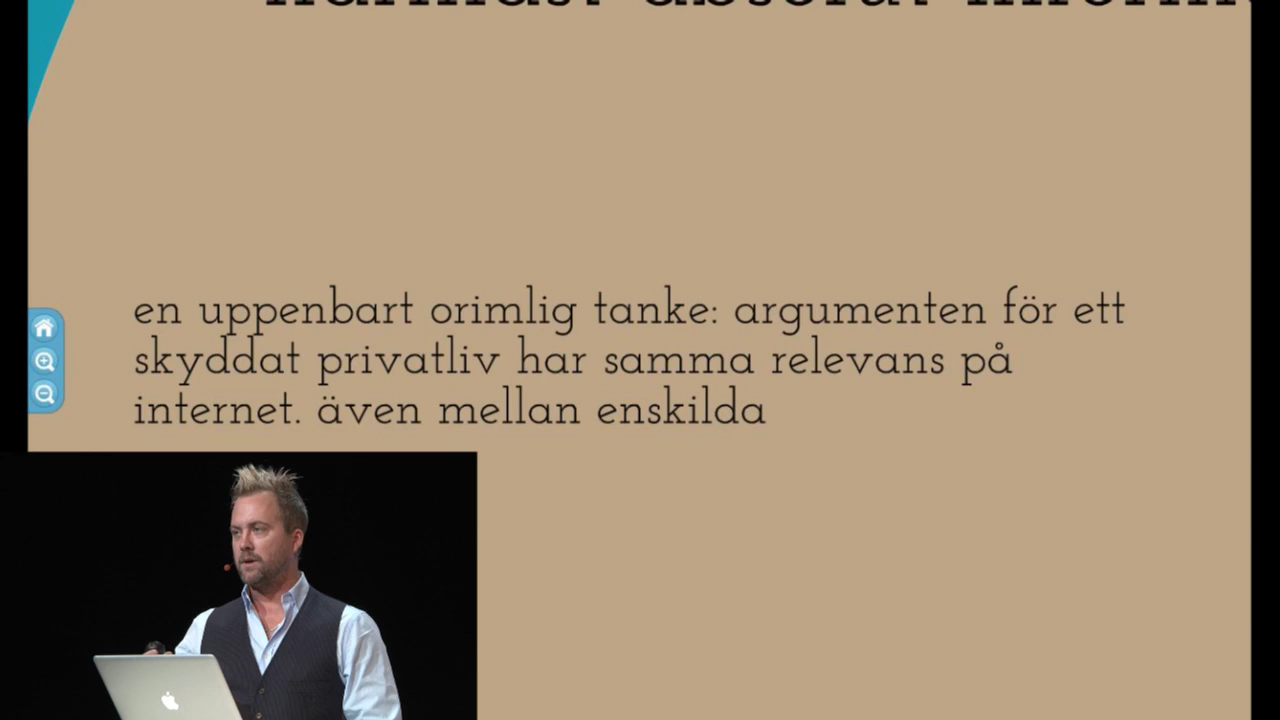 en uppenbart orimlig tanke: argumenten för ett
skyddat privatliv har samma relevans på
internet. även mellan enskilda